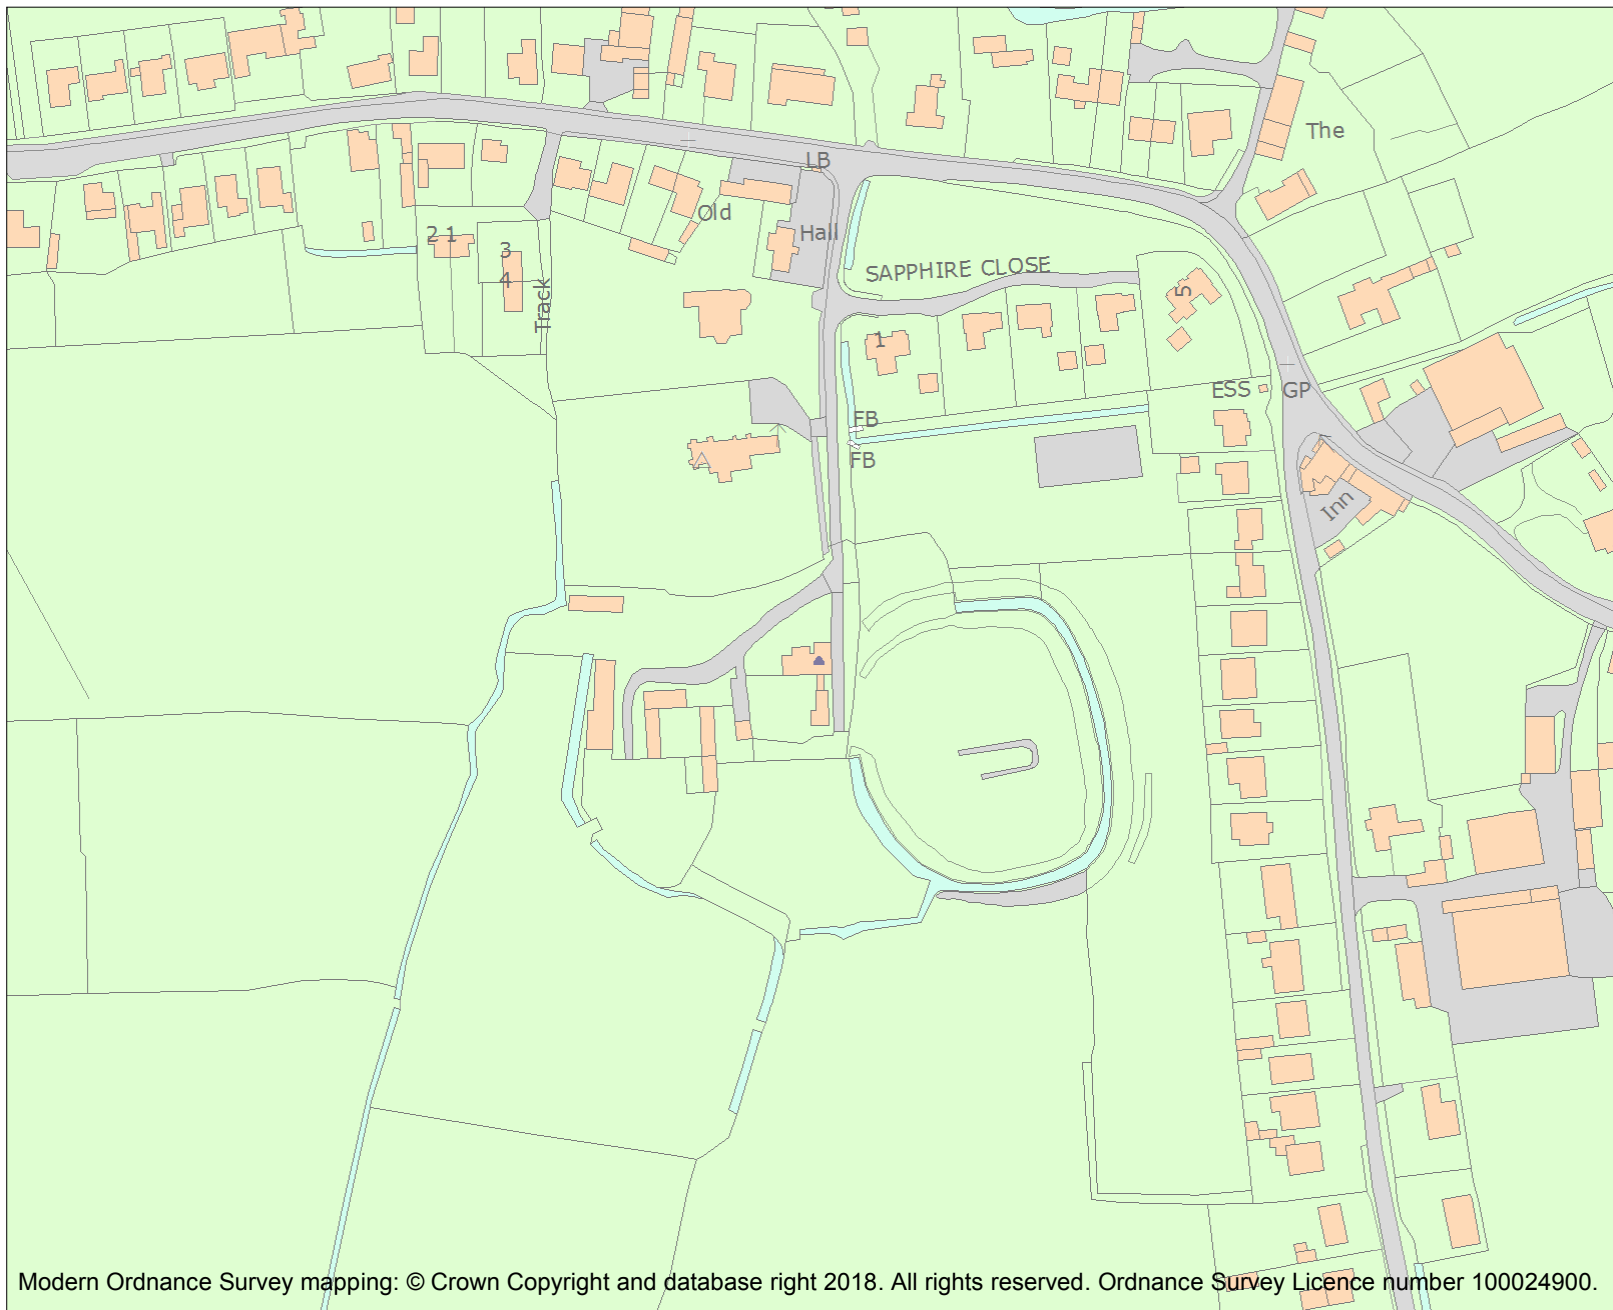 The
LB
Old
Hall
2 1
3
4
Track
SAPPHIRE CLOSE
5
1
ESS
GP
FB
FB
Inn
Modern Ordnance Survey mapping: © Crown Copyright and database right 2018. All rights reserved. Ordnance Survey Licence number 100024900.